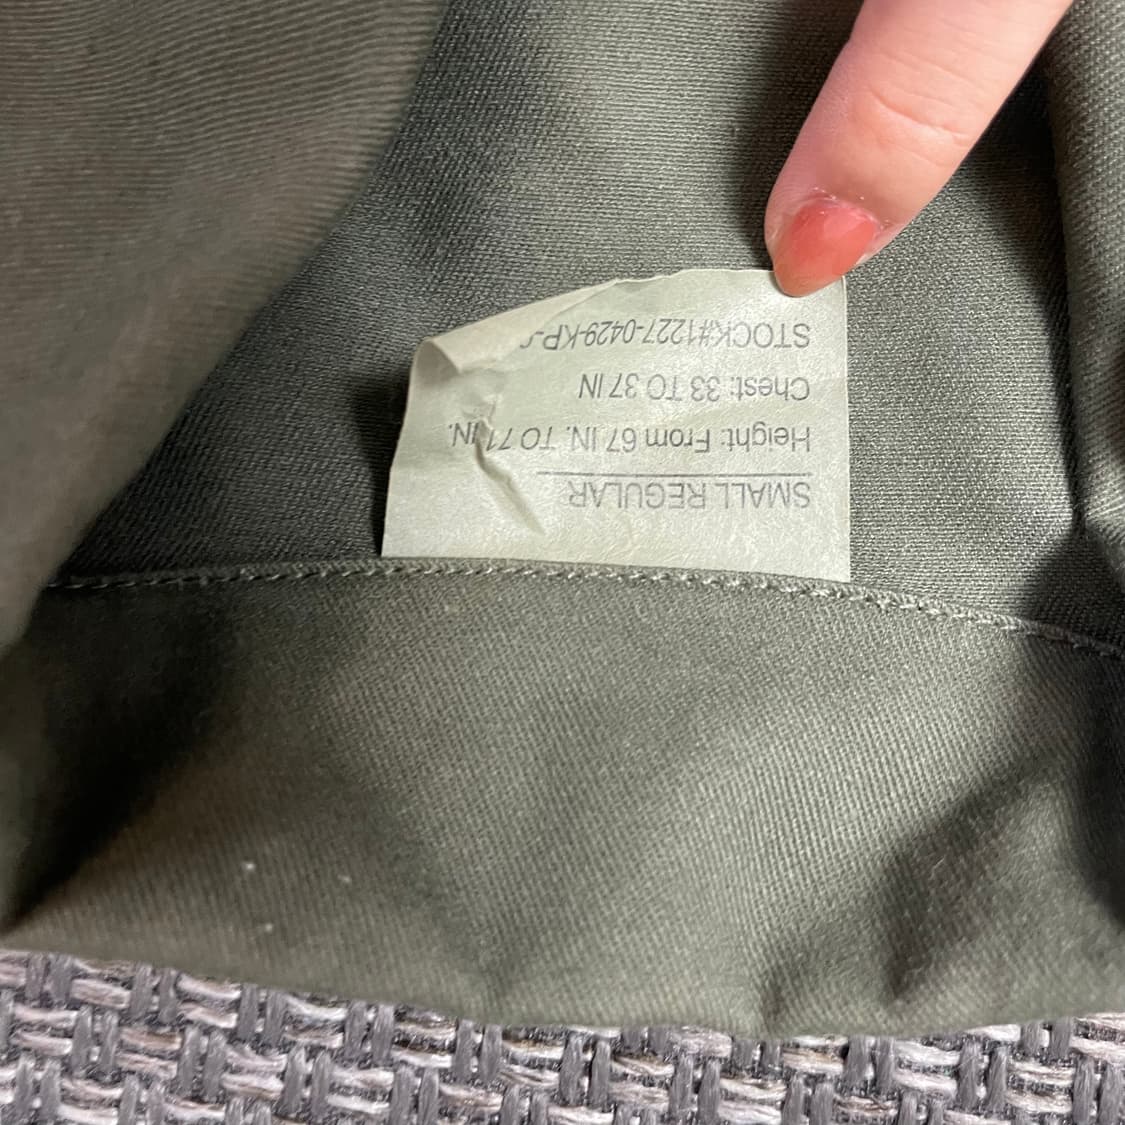 SMALL REGULAR
Height: From 67 IN. TO 71 IN.
Chest: 33 TO 37 IN
STOCK#1227-0429-KP-